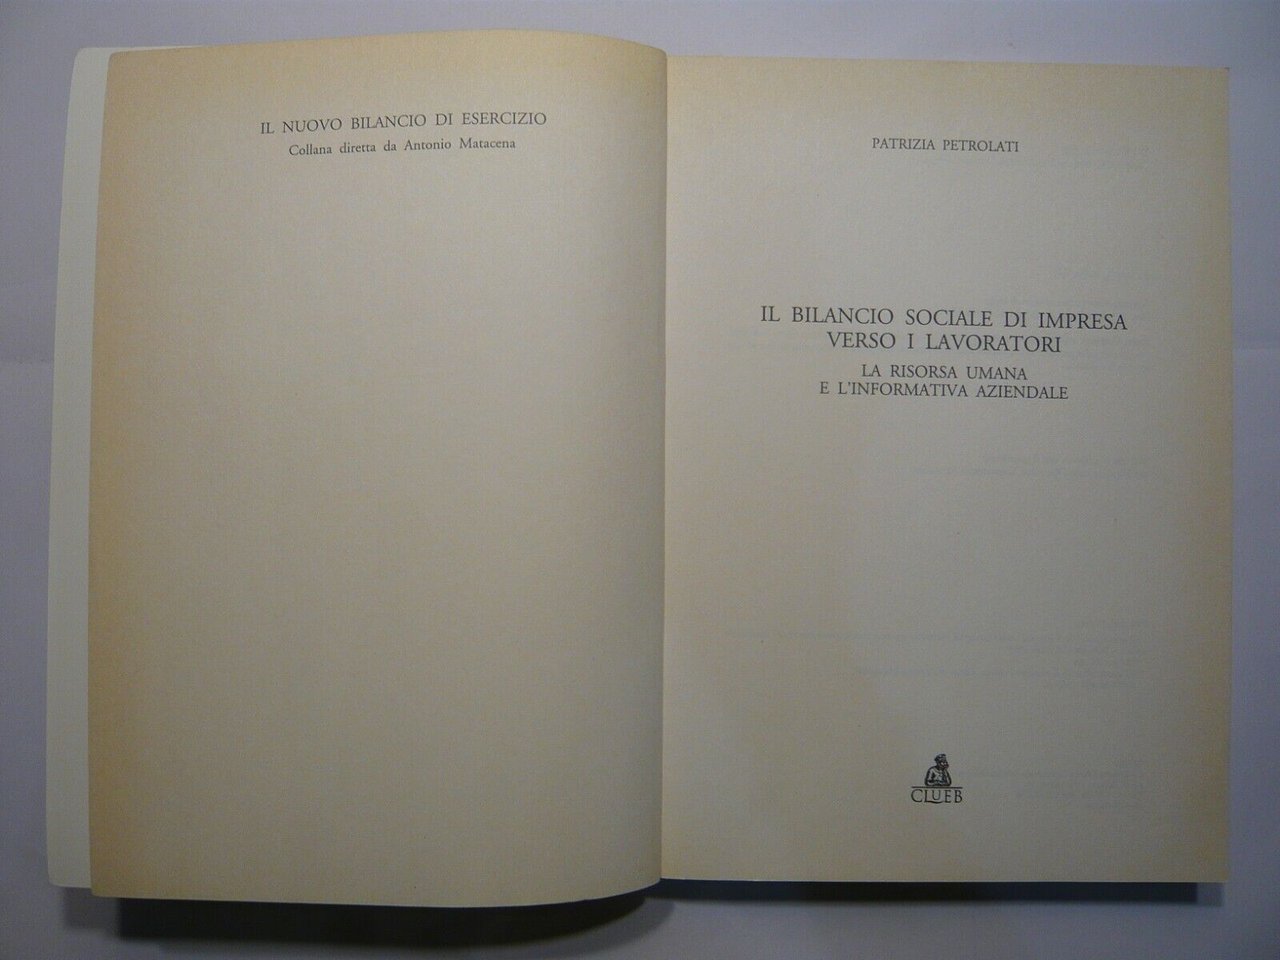 IL NUOVO BILANCIO DI ESERCIZIO
Collana diretta da Antonio Matacena
PATRIZIA PETROLATI
IL BILANCIO SOCIALE DI IMPRESA
VERSO I LAVORATORI
LA RISORSA UMANA
E L'INFORMATIVA AZIENDALE
CLUEB